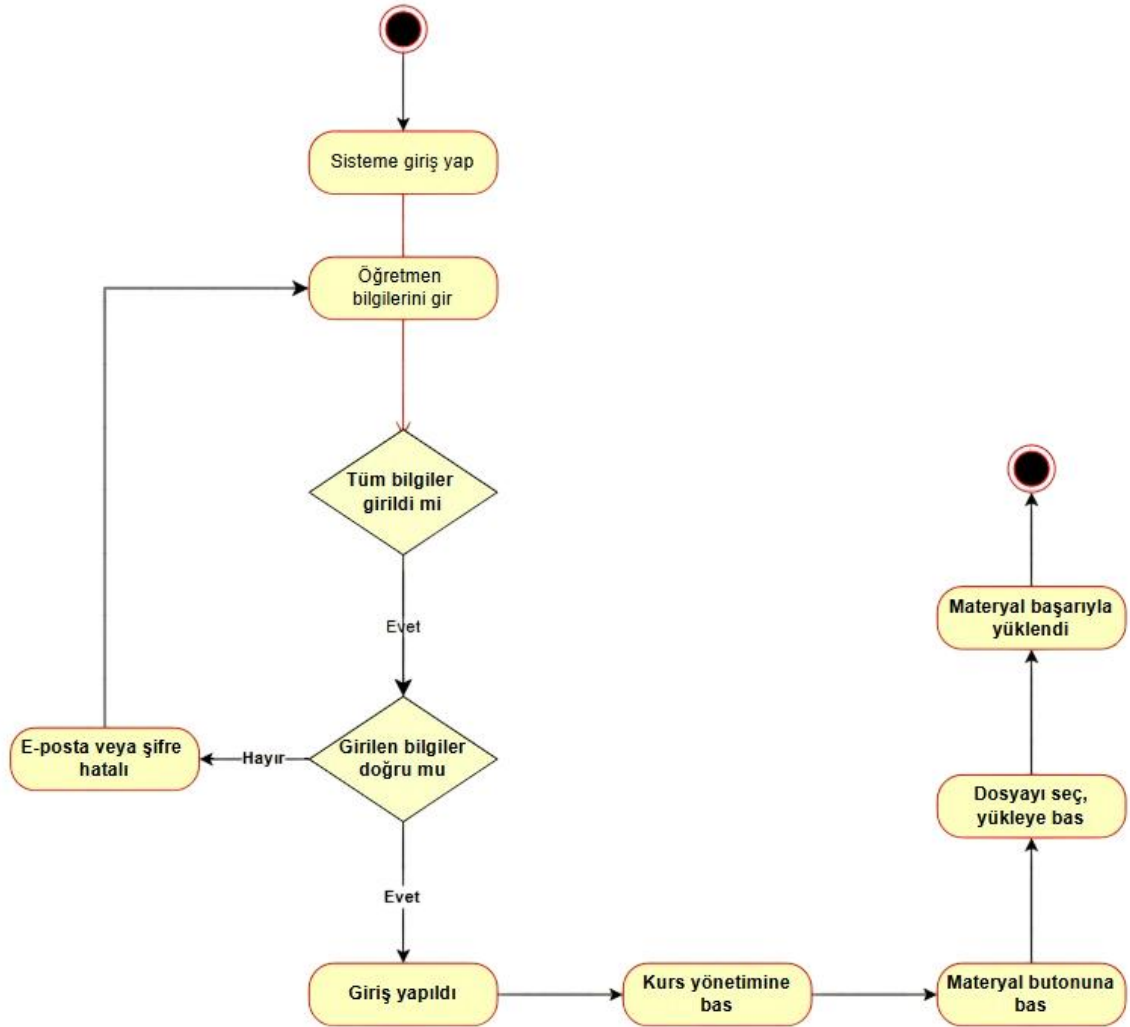 Sisteme giriş yap
Öğretmen
bilgilerini gir
Tüm bilgiler
girildi mi
Evet
Girilen bilgiler
doğru mu
Hayır
E-posta veya şifre
hatalı
Evet
Giriş yapıldı
Kurs yönetimine
bas
Materyal butonuna
bas
Dosyayı seç,
yükleye bas
Materyal başarıyla
yüklendi